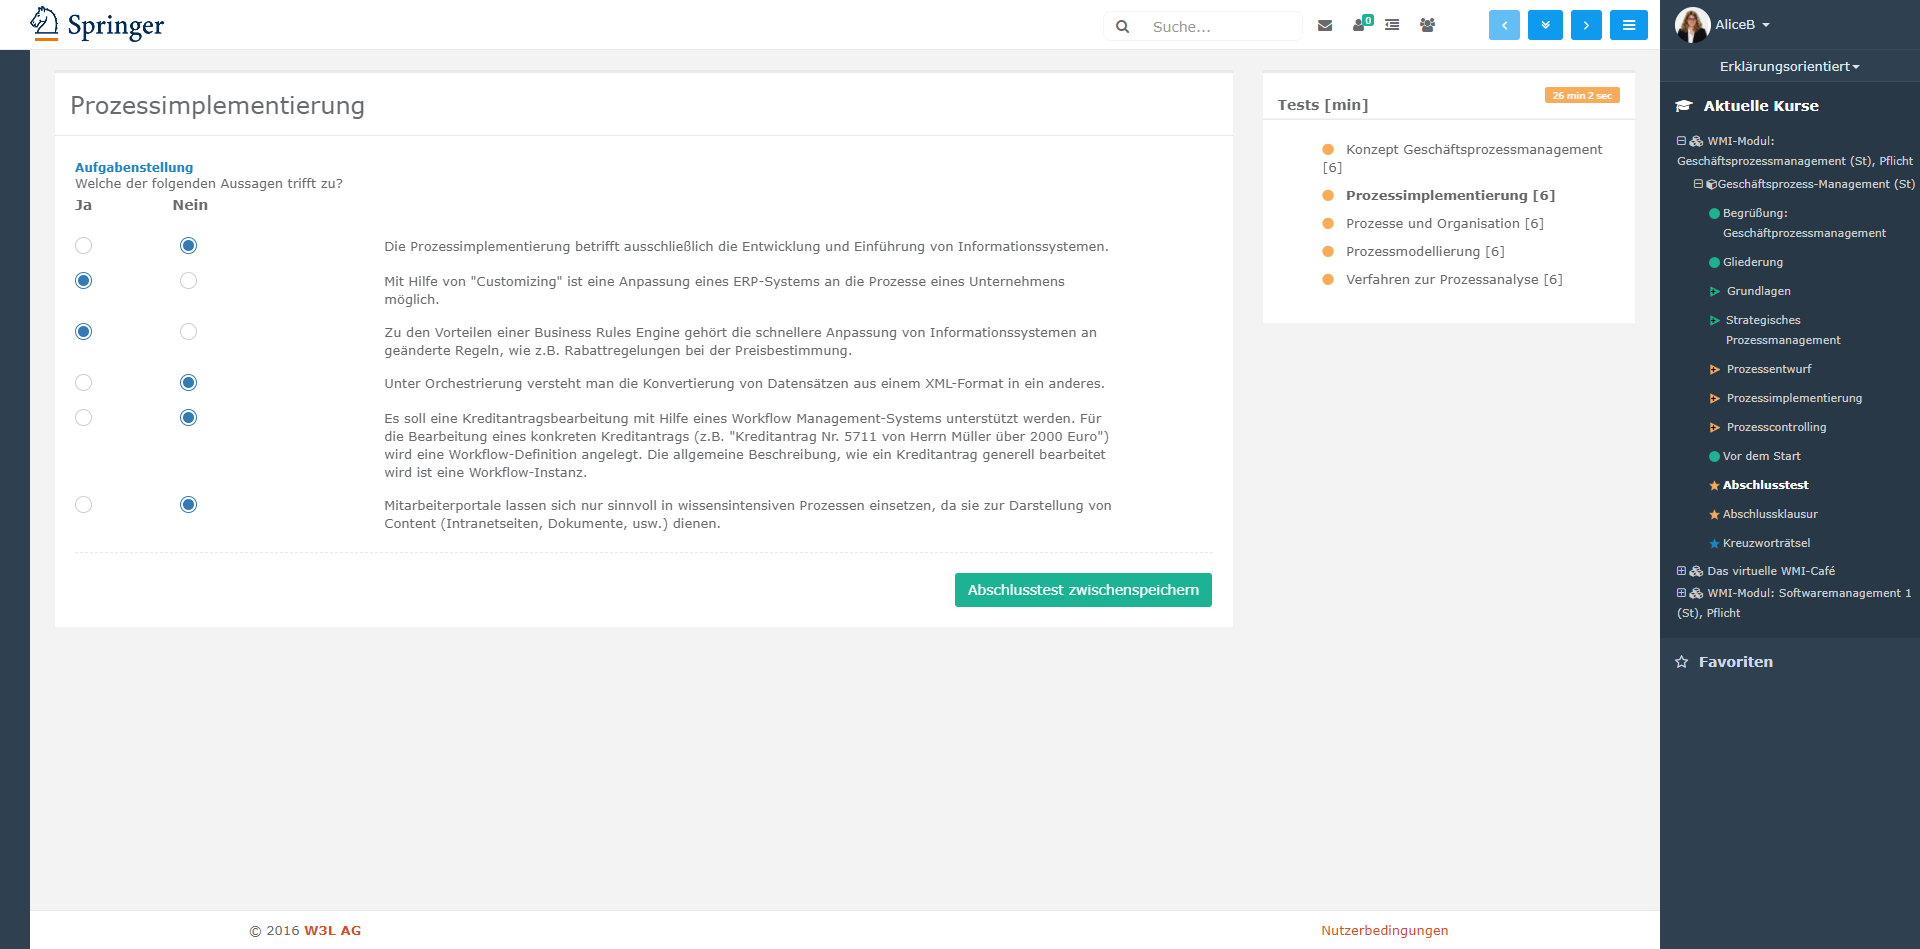 Springer
Suche...
0
AliceB
Erklärungsorientiert
Prozessimplementierung
Aufgabenstellung
Welche der folgenden Aussagen trifft zu?
Ja Nein
Die Prozessimplementierung betrifft ausschließlich die Entwicklung und Einführung von Informationssystemen.
Mit Hilfe von "Customizing" ist eine Anpassung eines ERP-Systems an die Prozesse eines Unternehmens
möglich.
Zu den Vorteilen einer Business Rules Engine gehört die schnellere Anpassung von Informationssystemen an
geänderte Regeln, wie z.B. Rabattregelungen bei der Preisbestimmung.
Unter Orchestrierung versteht man die Konvertierung von Datensätzen aus einem XML-Format in ein anderes.
Es soll eine Kreditantragsbearbeitung mit Hilfe eines Workflow Management-Systems unterstützt werden. Für
die Bearbeitung eines konkreten Kreditantrags (z.B. "Kreditantrag Nr. 5711 von Herrn Müller über 2000 Euro")
wird eine Workflow-Definition angelegt. Die allgemeine Beschreibung, wie ein Kreditantrag generell bearbeitet
wird ist eine Workflow-Instanz.
Mitarbeiterportale lassen sich nur sinnvoll in wissensintensiven Prozessen einsetzen, da sie zur Darstellung von
Content (Intranetseiten, Dokumente, usw.) dienen.
Abschlusstest zwischenspeichern
Tests [min]
26 min 2 sec
Konzept Geschäftsprozessmanagement
[6]
Prozessimplementierung [6]
Prozesse und Organisation [6]
Prozessmodellierung [6]
Verfahren zur Prozessanalyse [6]
Aktuelle Kurse
WMI-Modul:
Geschäftsprozessmanagement (St), Pflicht
Geschäftsprozess-Management (St)
Begrüßung:
Geschäftprozessmanagement
Gliederung
Grundlagen
Strategisches
Prozessmanagement
Prozessentwurf
Prozessimplementierung
Prozesscontrolling
Vor dem Start
Abschlusstest
Abschlussklausur
Kreuzworträtsel
Das virtuelle WMI-Café
WMI-Modul: Softwaremanagement 1
(St), Pflicht
Favoriten
© 2016 W3L AG
Nutzerbedingungen